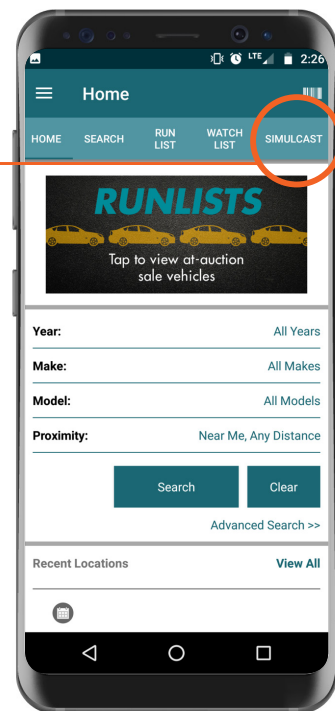 LTE 2:26
Home
HOME SEARCH RUN LIST WATCH LIST SIMULCAST
RUNLISTS
Tap to view at-auction
sale vehicles
Year: All Years
Make: All Makes
Model: All Models
Proximity: Near Me, Any Distance
Search Clear
Advanced Search >>
Recent Locations View All